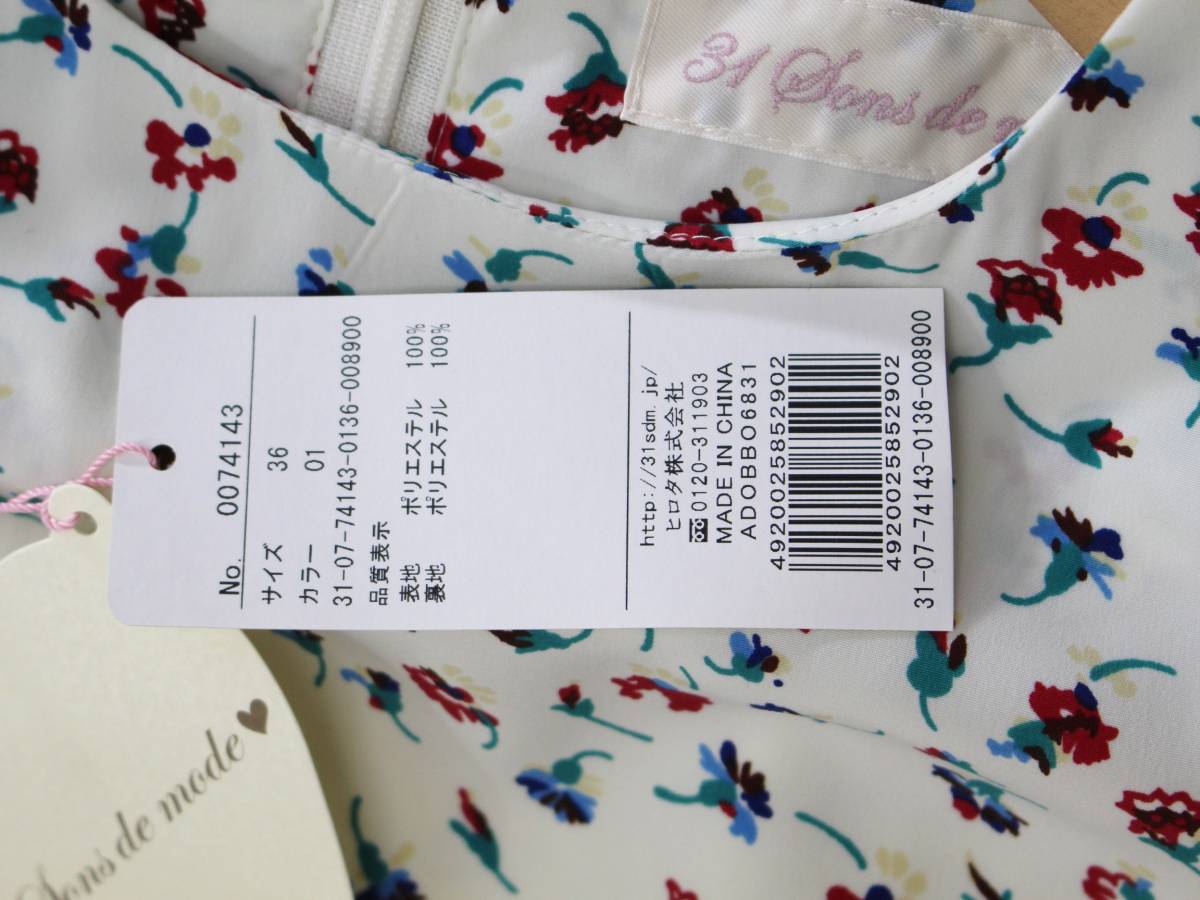 31 Sons de
No. 0074143
サイズ 36
カラー 01
31-07-74143-0136-008900
品質表示
表地 ポリエステル 100%
裏地 ポリエステル 100%
http://31sdm.jp/
ヒロタ株式会社
0120-311903
MADE IN CHINA
ADOBBO6831
4920025852902
4920025852902
31-07-74143-0136-008900
Sons de mode